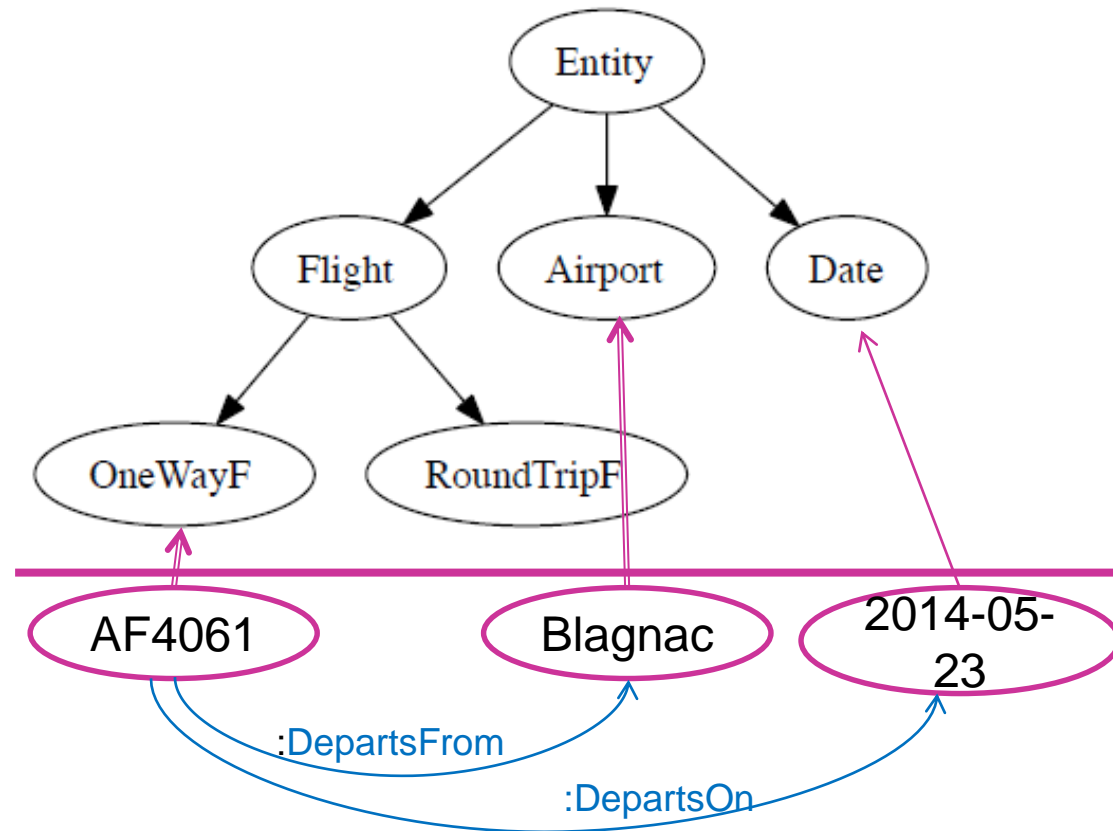 Entity
Flight
Airport
Date
OneWayF
RoundTripF
AF4061
Blagnac
2014-05-
23
:DepartsFrom
:DepartsOn